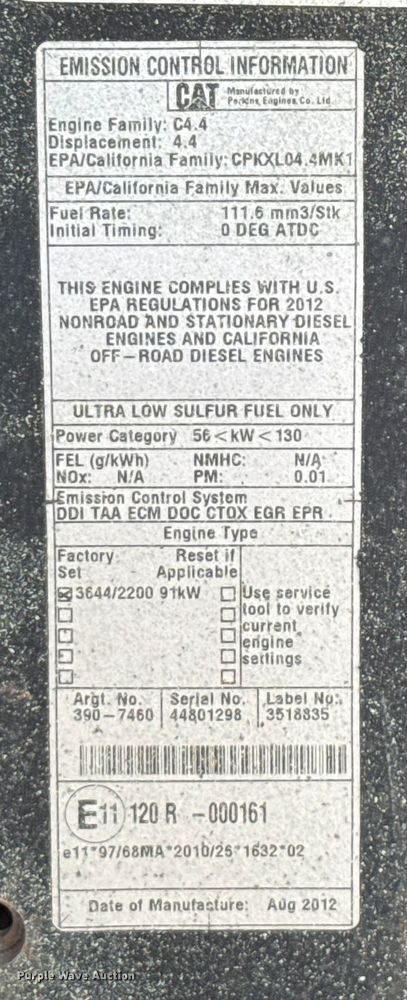 EMISSION CONTROL INFORMATION
CAT Manufactured by
Perkins Engines Co. Ltd
Engine Family: C4.4
Displacement: 4.4
EPA/California Family: CPKXL04.4MK1
EPA/California Family Max. Values
Fuel Rate: 111.6 mm3/Stk
Initial Timing: 0 DEG ATDC
THIS ENGINE COMPLIES WITH U.S.
EPA REGULATIONS FOR 2012
NONROAD AND STATIONARY DIESEL
ENGINES AND CALIFORNIA
OFF-ROAD DIESEL ENGINES
ULTRA LOW SULFUR FUEL ONLY
Power Category 56<kW<130
FEL (g/kWh) NMHC: N/A
NOx: N/A PM: 0.01
Emission Control System
DDI TAA ECM DOC CTOX EGR EPR
Engine Type
Factory Reset if
Set Applicable
3644/2200 91kW Use service
tool to verify
current
engine
settings
Argt. No. Serial No. Label No:
390-7460 44801298 3518835
E11 120 R -000161
e11*97/68MA*2010/25*1632*02
Date of Manufacture: Aug 2012
Purple Wave Auction